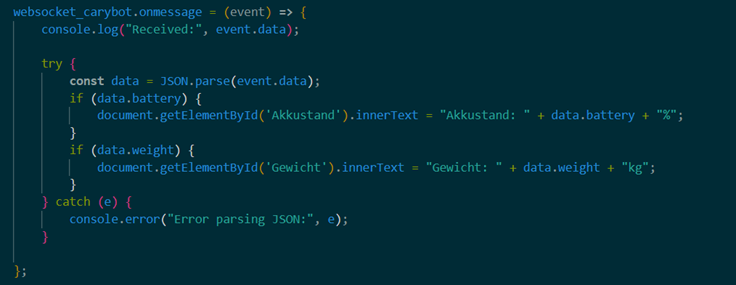 websocket_carybot.onmessage = (event) => {
    console.log("Received:", event.data);

    try {
        const data = JSON.parse(event.data);
        if (data.battery) {
            document.getElementById('Akkustand').innerText = "Akkustand: " + data.battery + "%";
        }
        if (data.weight) {
            document.getElementById('Gewicht').innerText = "Gewicht: " + data.weight + "kg";
        }
    } catch (e) {
        console.error("Error parsing JSON:", e);
    }

};